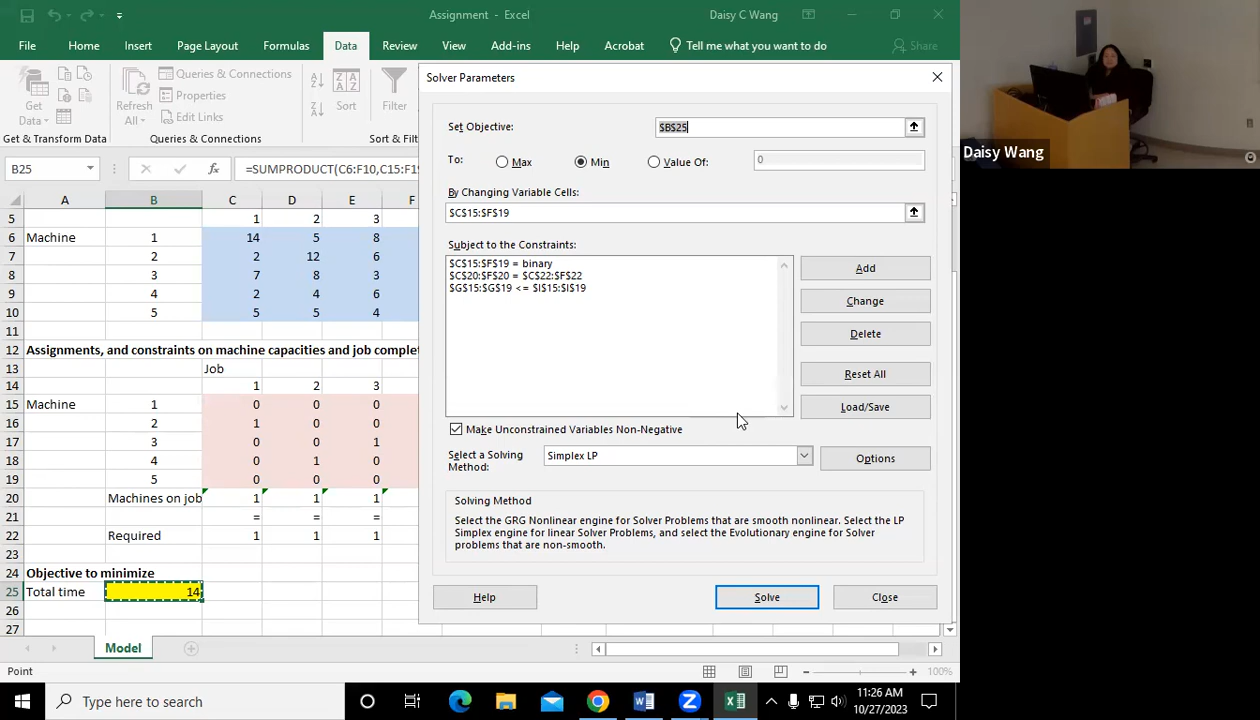 Assignment - Excel
Daisy C Wang
File Home Insert Page Layout Formulas Data Review View Add-ins Help Acrobat Tell me what you want to do Share
Get Data
Refresh All
Queries & Connections
Properties
Edit Links
Sort
Filter
Get & Transform Data
Queries & Connections
Sort & Fil
B25
=SUMPRODUCT(C6:F10,C15:F19
A B C D E F
5 1 2 3
6 Machine 1 14 5 8
7 2 2 12 6
8 3 7 8 3
9 4 2 4 6
10 5 5 5 4
11
12 Assignments, and constraints on machine capacities and job complet
13 Job
14 1 2 3
15 Machine 1 0 0 0
16 2 1 0 0
17 3 0 0 1
18 4 0 1 0
19 5 0 0 0
20 Machines on job 1 1 1
21 = = =
22 Required 1 1 1
23
24 Objective to minimize
25 Total time 14
26
27
Model
Point
100%
Solver Parameters
Set Objective:
$B$25
To:
Max
Min
Value Of:
0
By Changing Variable Cells:
$C$15:$F$19
Subject to the Constraints:
$C$15:$F$19 = binary
$C$20:$F$20 = $C$22:$F$22
$G$15:$G$19 <= $I$15:$I$19
Add
Change
Delete
Reset All
Load/Save
Make Unconstrained Variables Non-Negative
Select a Solving Method:
Simplex LP
Options
Solving Method
Select the GRG Nonlinear engine for Solver Problems that are smooth nonlinear. Select the LP
Simplex engine for linear Solver Problems, and select the Evolutionary engine for Solver
problems that are non-smooth.
Help
Solve
Close
Daisy Wang
Type here to search
11:26 AM
10/27/2023